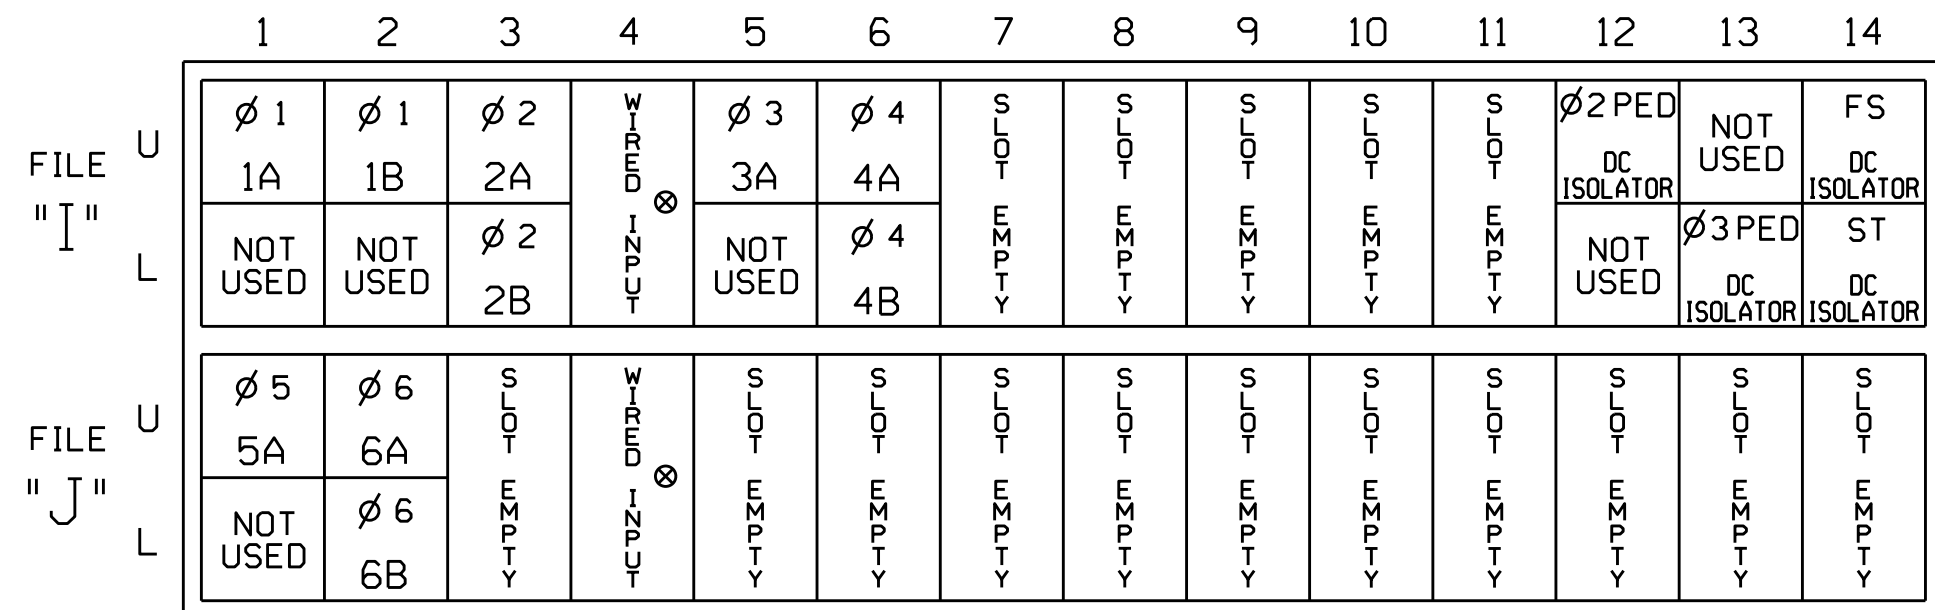 1 2 3 4 5 6 7 8 9 10 11 12 13 14
FILE "I"
U
L
Ø 1
1A
NOT
USED
Ø 1
1B
NOT
USED
Ø 2
2A
Ø 2
2B
WIRED INPUT
Ø 3
3A
NOT
USED
Ø 4
4A
Ø 4
4B
SLOT EMPTY
SLOT EMPTY
SLOT EMPTY
SLOT EMPTY
SLOT EMPTY
Ø2 PED
DC
ISOLATOR
NOT
USED
NOT
USED
Ø3 PED
DC
ISOLATOR
FS
DC
ISOLATOR
ST
DC
ISOLATOR
FILE "J"
U
L
Ø 5
5A
NOT
USED
Ø 6
6A
Ø 6
6B
SLOT EMPTY
WIRED INPUT
SLOT EMPTY
SLOT EMPTY
SLOT EMPTY
SLOT EMPTY
SLOT EMPTY
SLOT EMPTY
SLOT EMPTY
SLOT EMPTY
SLOT EMPTY
SLOT EMPTY